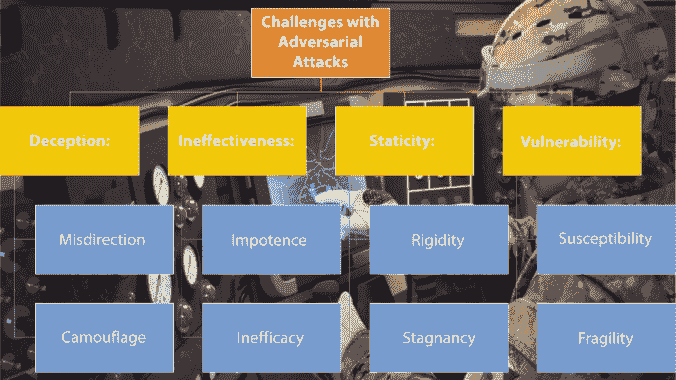 Challenges with
Adversarial
Attacks
Deception:
Ineffectiveness:
Staticity:
Vulnerability:
Misdirection
Impotence
Rigidity
Susceptibility
Camouflage
Inefficacy
Stagnancy
Fragility